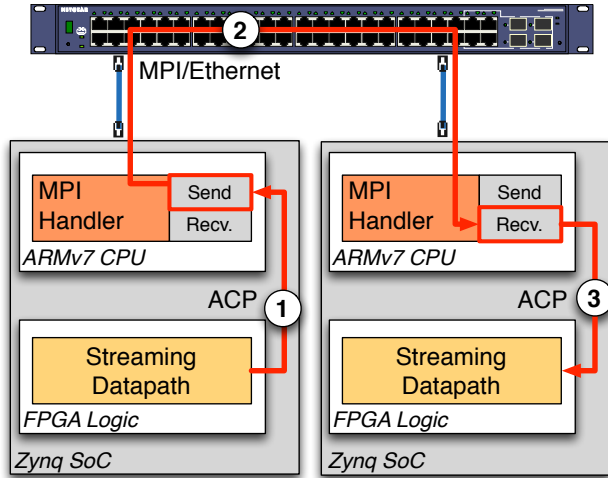 NETGEAR
2
MPI/Ethernet
MPI
Handler
Send
Recv.
ARMv7 CPU
ACP
1
Streaming
Datapath
FPGA Logic
Zynq SoC
MPI
Handler
Send
Recv.
ARMv7 CPU
ACP
3
Streaming
Datapath
FPGA Logic
Zynq SoC